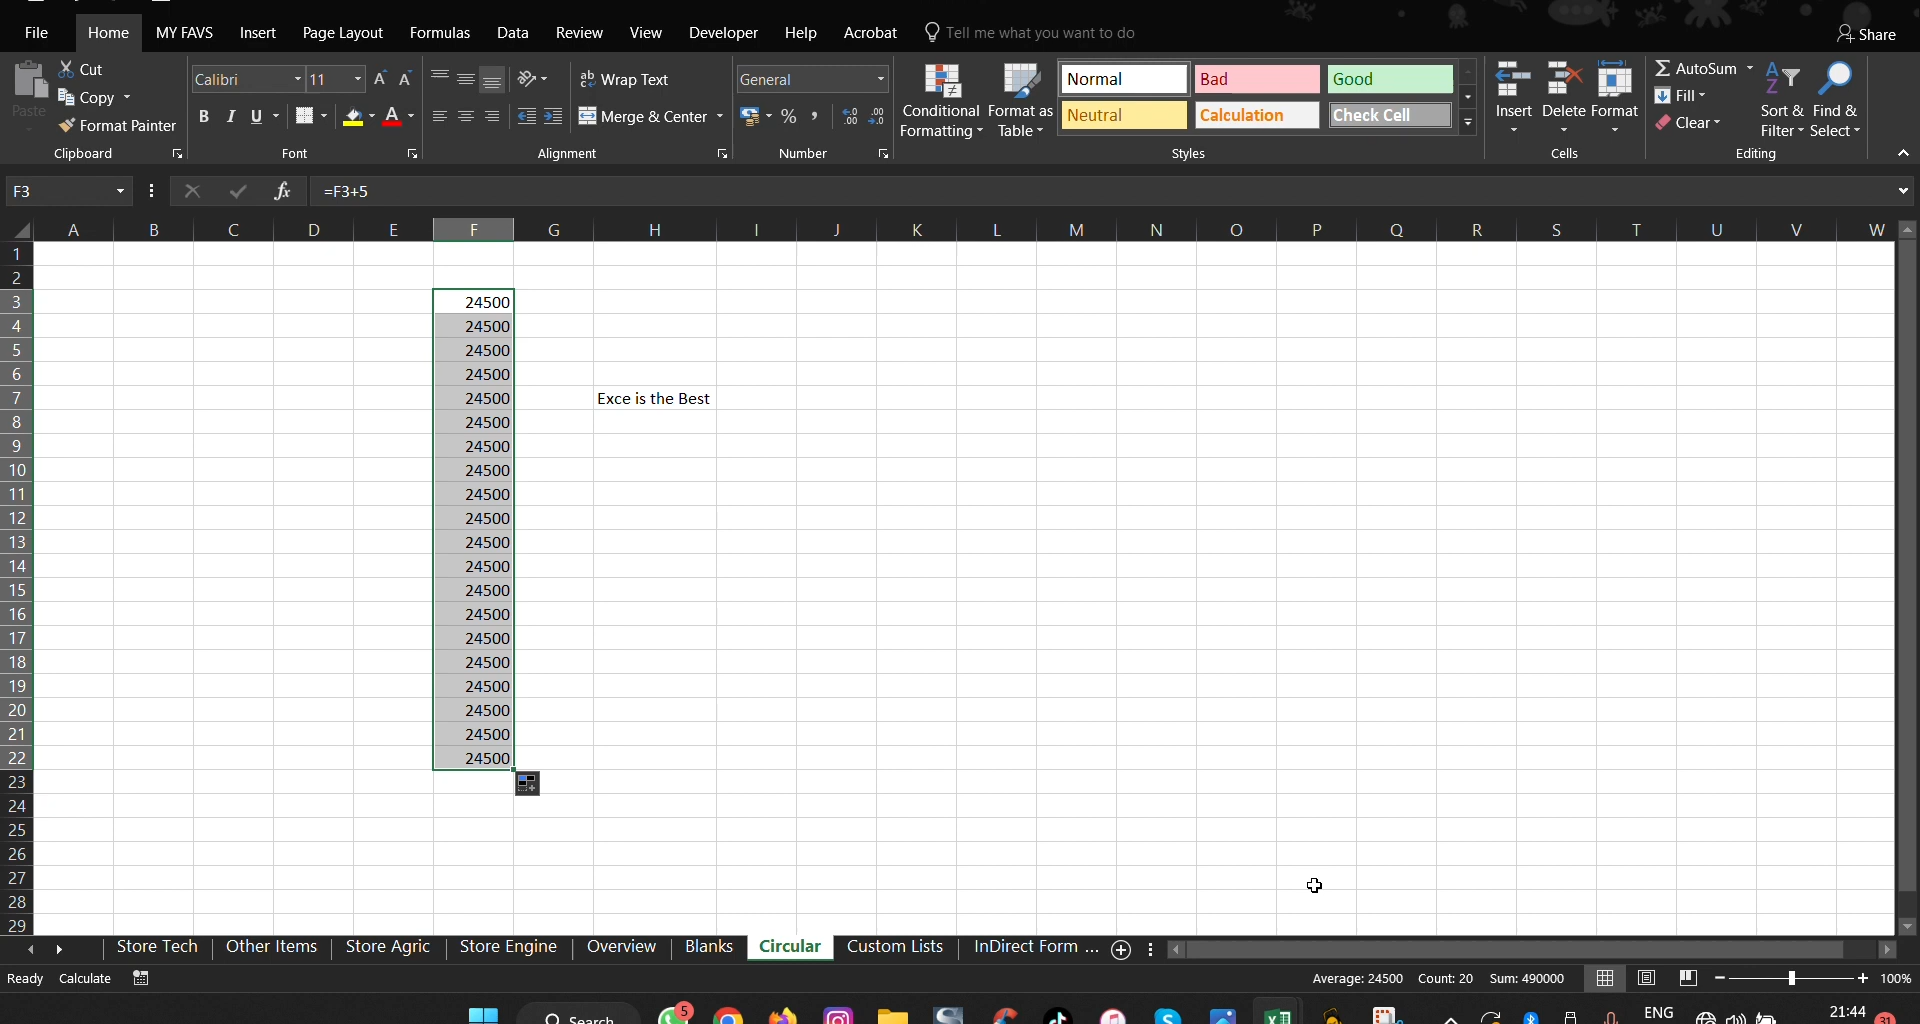 File Home MY FAVS Insert Page Layout Formulas Data Review View Developer Help Acrobat Tell me what you want to do Share
Paste Cut Copy Format Painter Clipboard
Calibri 11 B I U A Font
Wrap Text Merge & Center Alignment
General % , Number
Conditional Formatting Format as Table
Normal Bad Good
Neutral Calculation Check Cell
Styles
Insert Delete Format Cells
AutoSum Fill Clear Sort & Filter Find & Select Editing
F3 fx =F3+5
A B C D E F G H I J K L M N O P Q R S T U V W
1
2
3 24500
4 24500
5 24500
6 24500
7 24500 Exce is the Best
8 24500
9 24500
10 24500
11 24500
12 24500
13 24500
14 24500
15 24500
16 24500
17 24500
18 24500
19 24500
20 24500
21 24500
22 24500
23
24
25
26
27
28
29
Store Tech Other Items Store Agric Store Engine Overview Blanks Circular Custom Lists InDirect Form ...
Ready Calculate Average: 24500 Count: 20 Sum: 490000 100%
Search 5 ENG 21:44 31